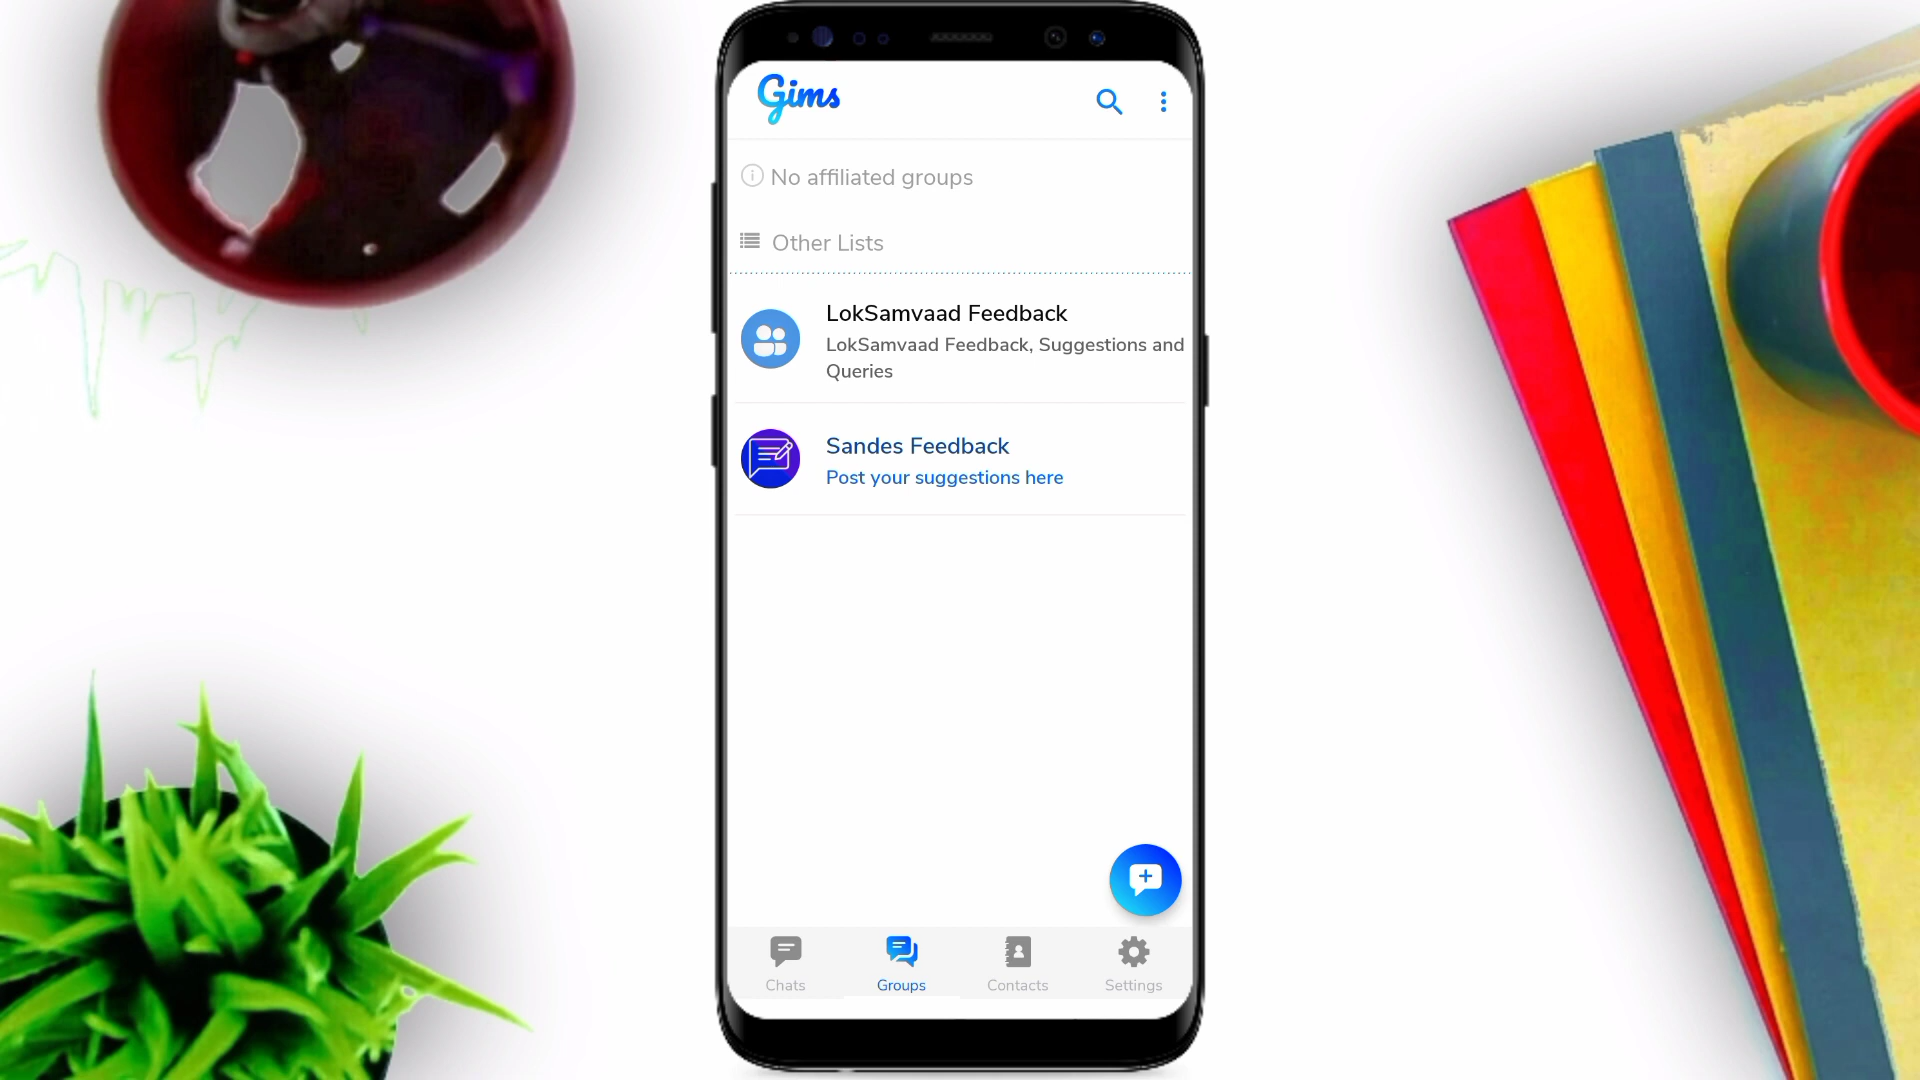 Gims
No affiliated groups
Other Lists
LokSamvaad Feedback
LokSamvaad Feedback, Suggestions and
Queries
Sandes Feedback
Post your suggestions here
Chats
Groups
Contacts
Settings